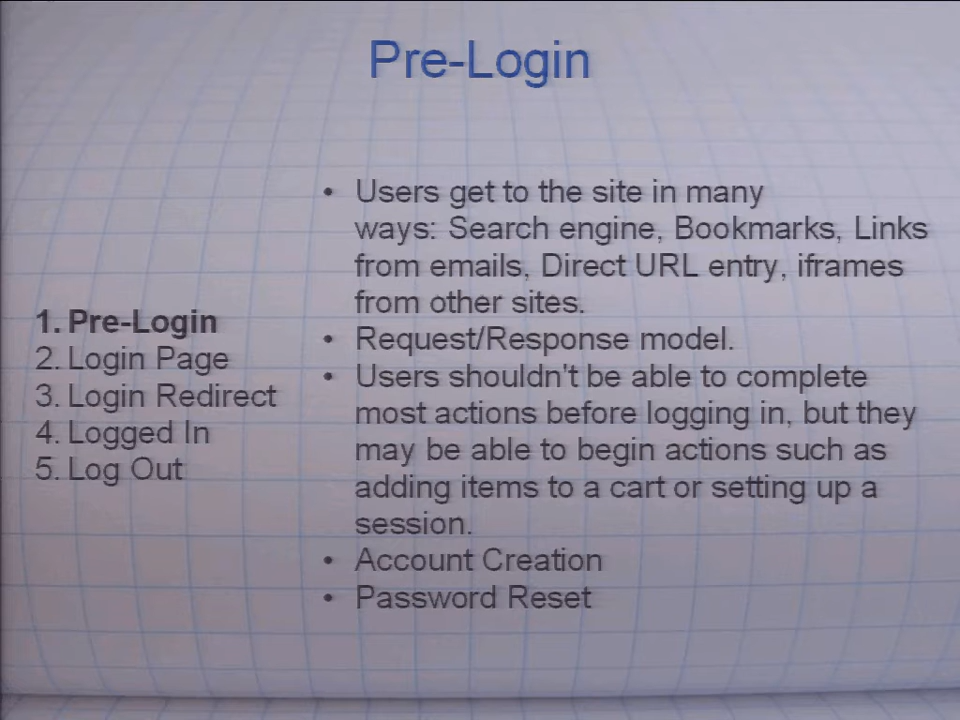 Pre-Login
1. Pre-Login
2. Login Page
3. Login Redirect
4. Logged In
5. Log Out
• Users get to the site in many
ways: Search engine, Bookmarks, Links
from emails, Direct URL entry, iframes
from other sites.
• Request/Response model.
• Users shouldn't be able to complete
most actions before logging in, but they
may be able to begin actions such as
adding items to a cart or setting up a
session.
• Account Creation
• Password Reset